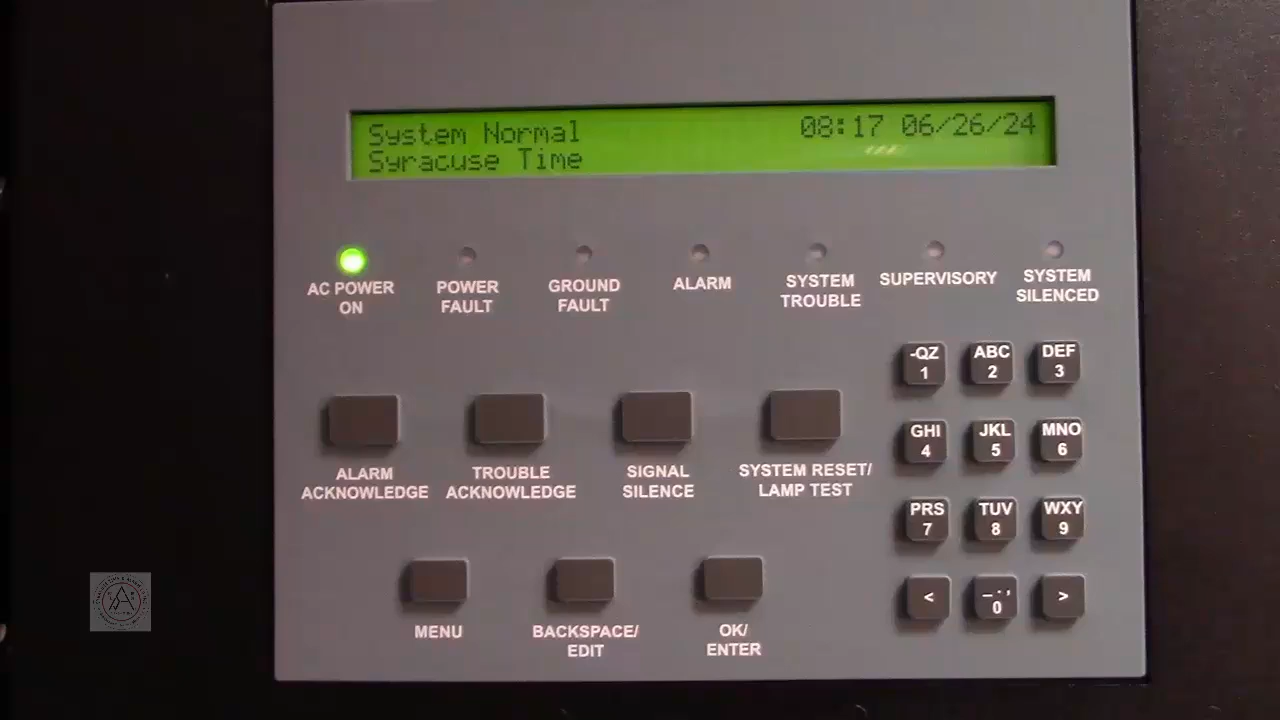 System Normal 08:17 06/26/24
Syracuse Time
AC POWER
ON
POWER
FAULT
GROUND
FAULT
ALARM
SYSTEM
TROUBLE
SUPERVISORY
SYSTEM
SILENCED
-QZ
1
ABC
2
DEF
3
GHI
4
JKL
5
MNO
6
PRS
7
TUV
8
WXY
9
<
0
>
ALARM
ACKNOWLEDGE
TROUBLE
ACKNOWLEDGE
SIGNAL
SILENCE
SYSTEM RESET/
LAMP TEST
MENU
BACKSPACE/
EDIT
OK/
ENTER